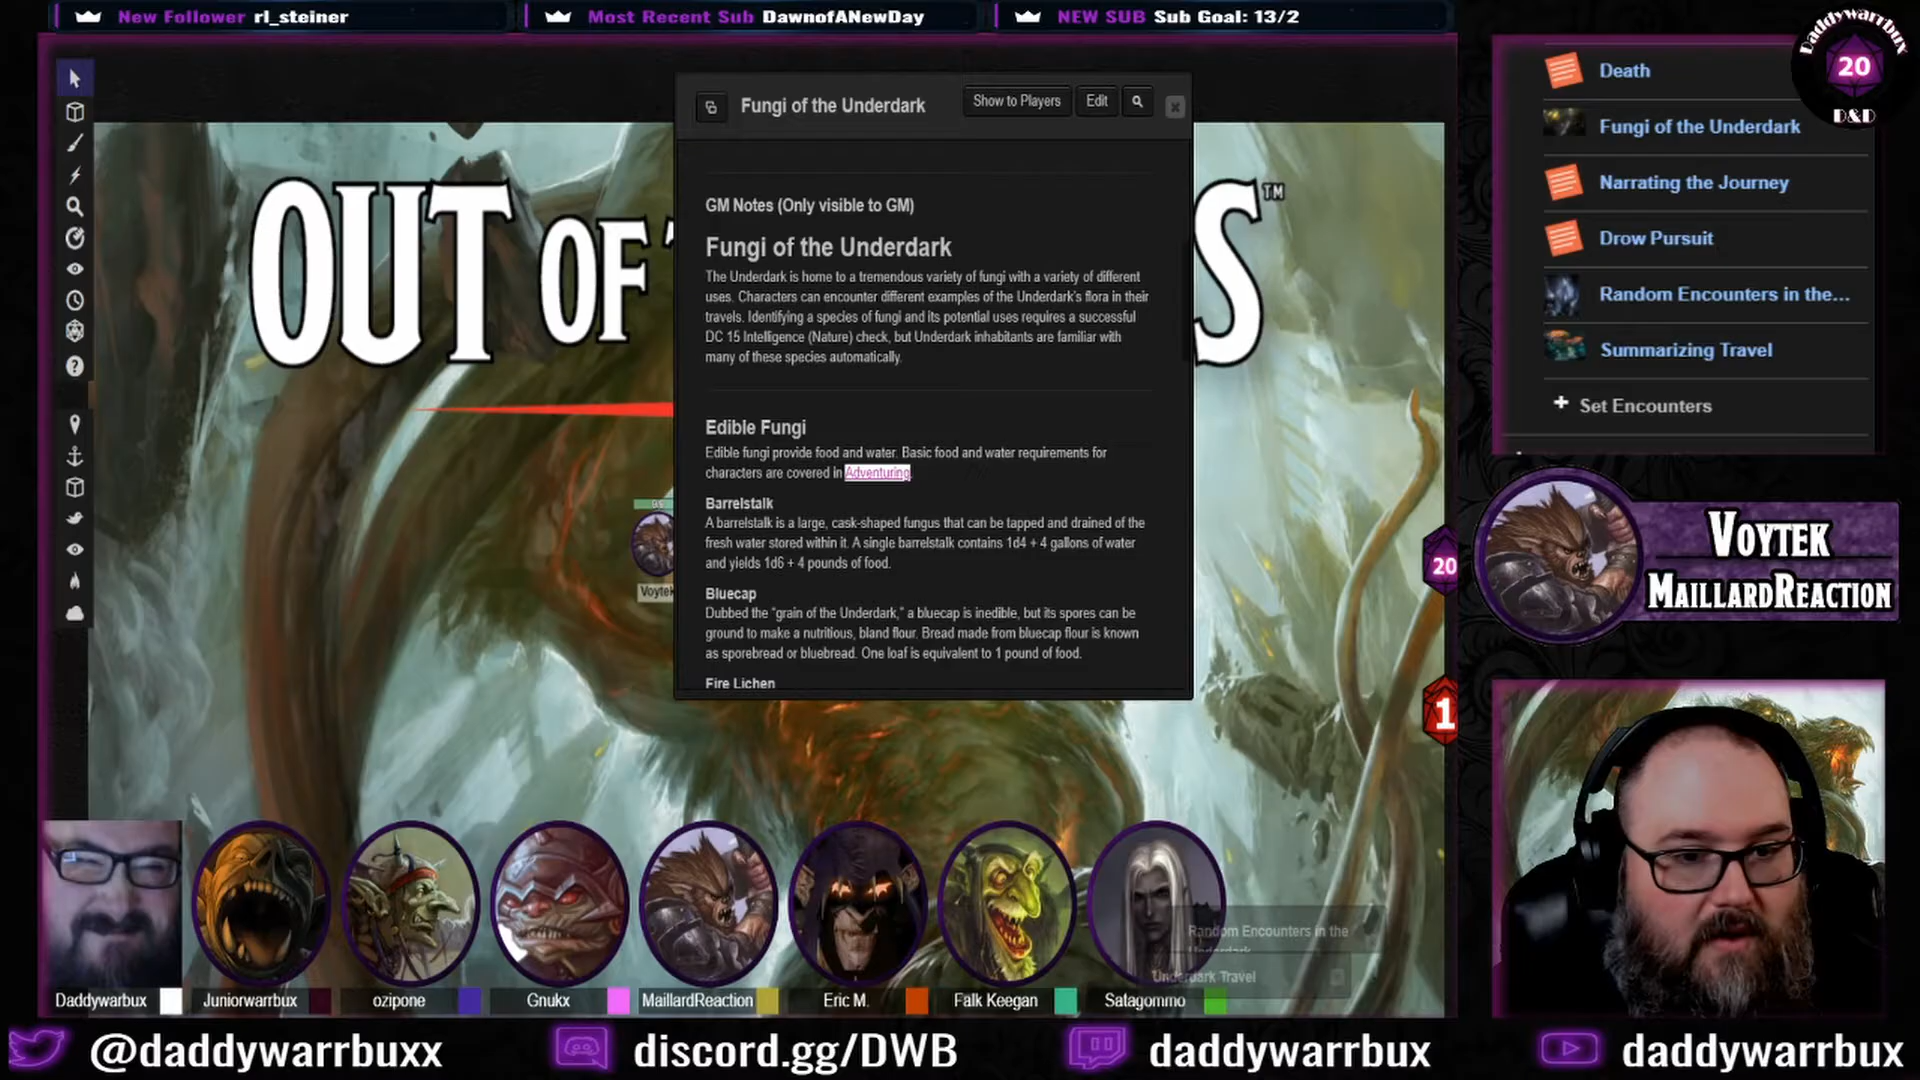 New Follower rl_steiner
Most Recent Sub DawnofANewDay
NEW SUB Sub Goal: 13/2
Daddywarrbux
20
D&D
Death
Fungi of the Underdark
Narrating the Journey
Drow Pursuit
Random Encounters in the...
Summarizing Travel
Set Encounters
OUT OF
S™
Fungi of the Underdark
Show to Players
Edit
GM Notes (Only visible to GM)
Fungi of the Underdark
The Underdark is home to a tremendous variety of fungi with a variety of different
uses. Characters can encounter different examples of the Underdark's flora in their
travels. Identifying a species of fungi and its potential uses requires a successful
DC 15 Intelligence (Nature) check, but Underdark inhabitants are familiar with
many of these species automatically.
Edible Fungi
Edible fungi provide food and water. Basic food and water requirements for
characters are covered in Adventuring.
Barrelstalk
A barrelstalk is a large, cask-shaped fungus that can be tapped and drained of the
fresh water stored within it. A single barrelstalk contains 1d4 + 4 gallons of water
and yields 1d6 + 4 pounds of food.
Bluecap
Dubbed the “grain of the Underdark,” a bluecap is inedible, but its spores can be
ground to make a nutritious, bland flour. Bread made from bluecap flour is known
as sporebread or bluebread. One loaf is equivalent to 1 pound of food.
Fire Lichen
Voytek
20
1
VOYTEK
MAILLARDREACTION
Random Encounters in the
Underdark
Underdark Travel
Daddywarbux
Juniorwarrbux
ozipone
Gnukx
MaillardReaction
Eric M.
Falk Keegan
Satagommo
@daddywarrbuxx
discord.gg/DWB
daddywarrbux
daddywarrbux